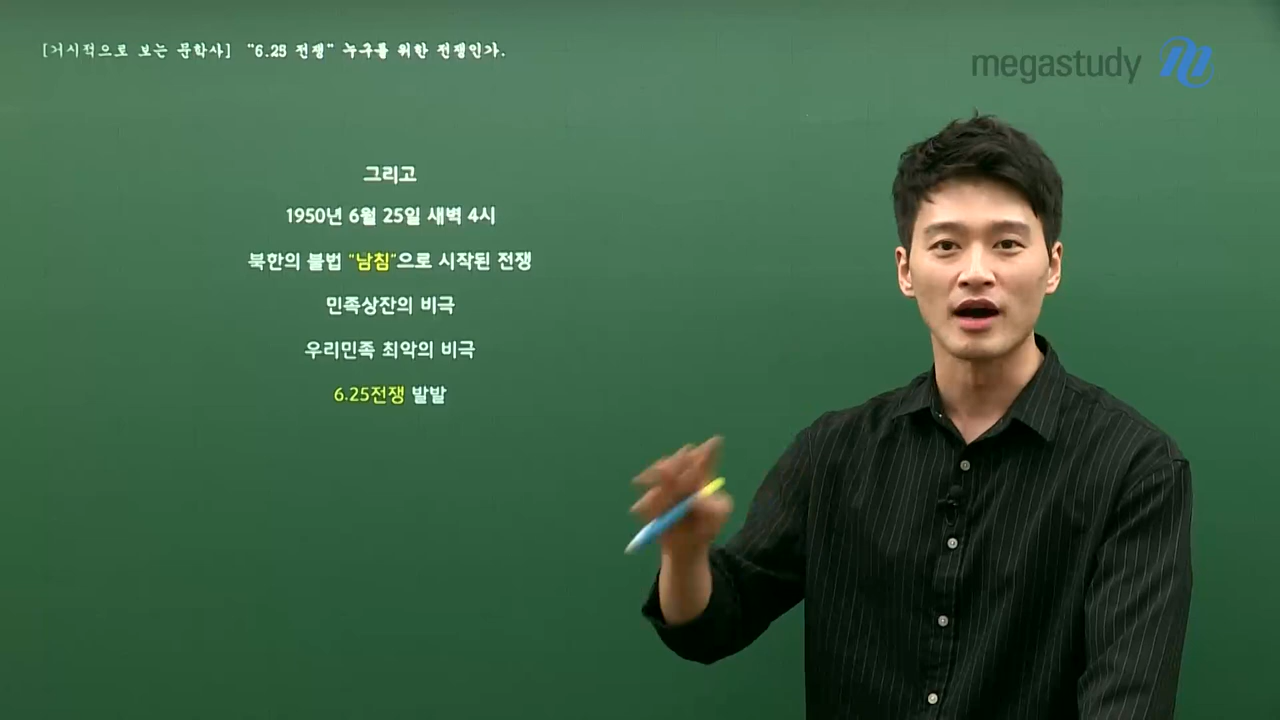 [거시적으로 보는 문학사] "6.25 전쟁" 누구를 위한 전쟁인가.
megastudy
그리고
1950년 6월 25일 새벽 4시
북한의 불법 "남침"으로 시작된 전쟁
민족상잔의 비극
우리민족 최악의 비극
6.25전쟁 발발